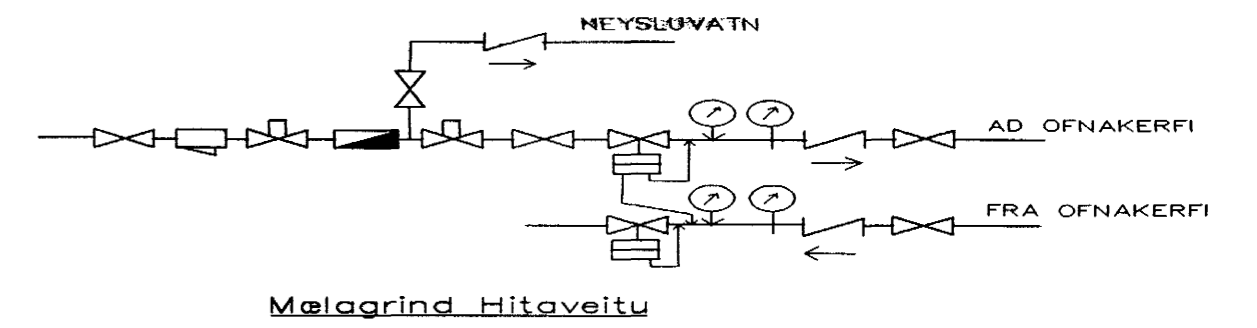 NEYSLUVATN
AD OFNAKERFI
FRA OFNAKERFI
Mælagrind Hitaveitu